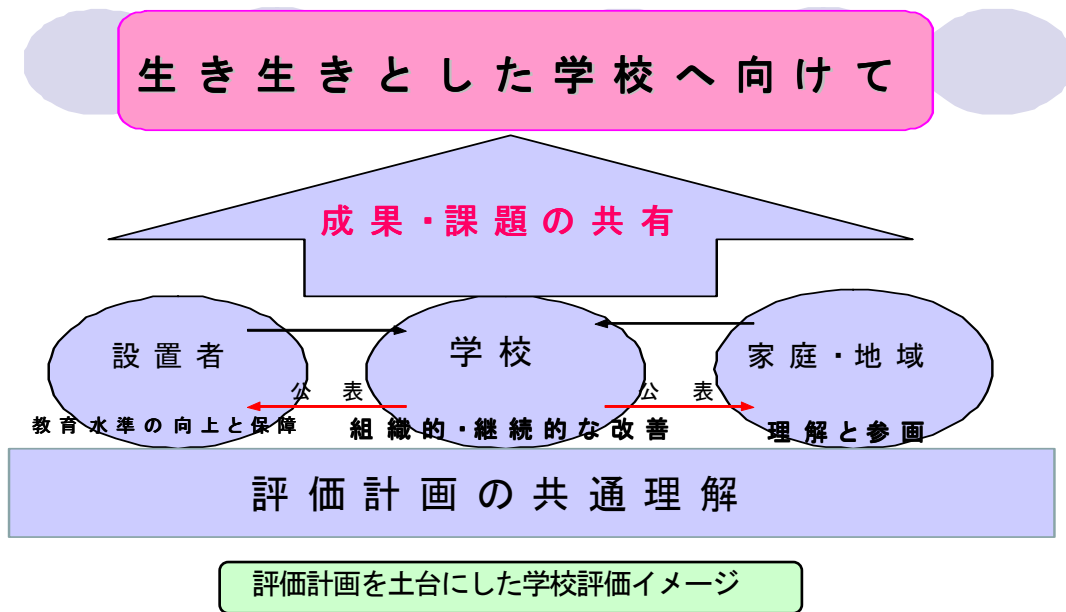 生き生きとした学校へ向けて
成果・課題の共有
設置者
学校
家庭・地域
公表
公表
教育水準の向上と保障
組織的・継続的な改善
理解と参画
評価計画の共通理解
評価計画を土台にした学校評価イメージ